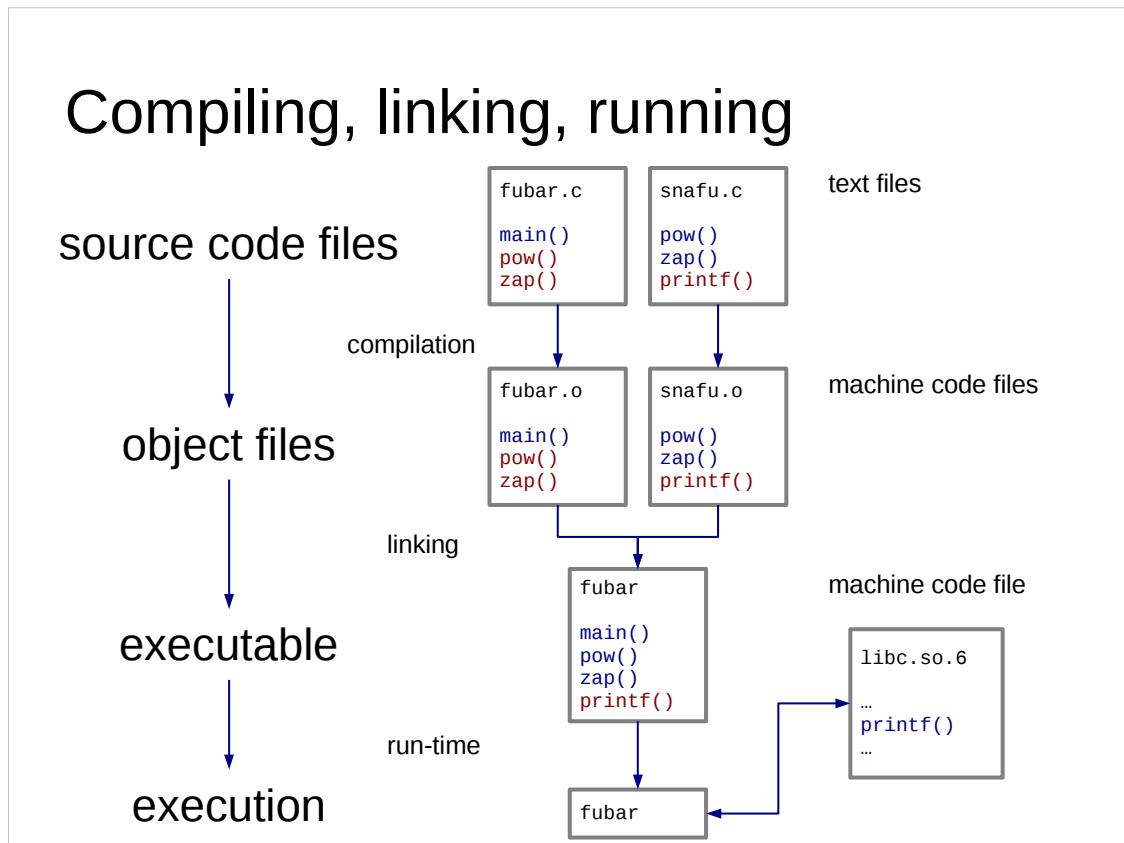 Compiling, linking, running
source code files
fubar.c
main()
pow()
zap()
snafu.c
pow()
zap()
printf()
text files
compilation
object files
fubar.o
main()
pow()
zap()
snafu.o
pow()
zap()
printf()
machine code files
linking
executable
fubar
main()
pow()
zap()
printf()
machine code file
libc.so.6
…
printf()
…
run-time
execution
fubar